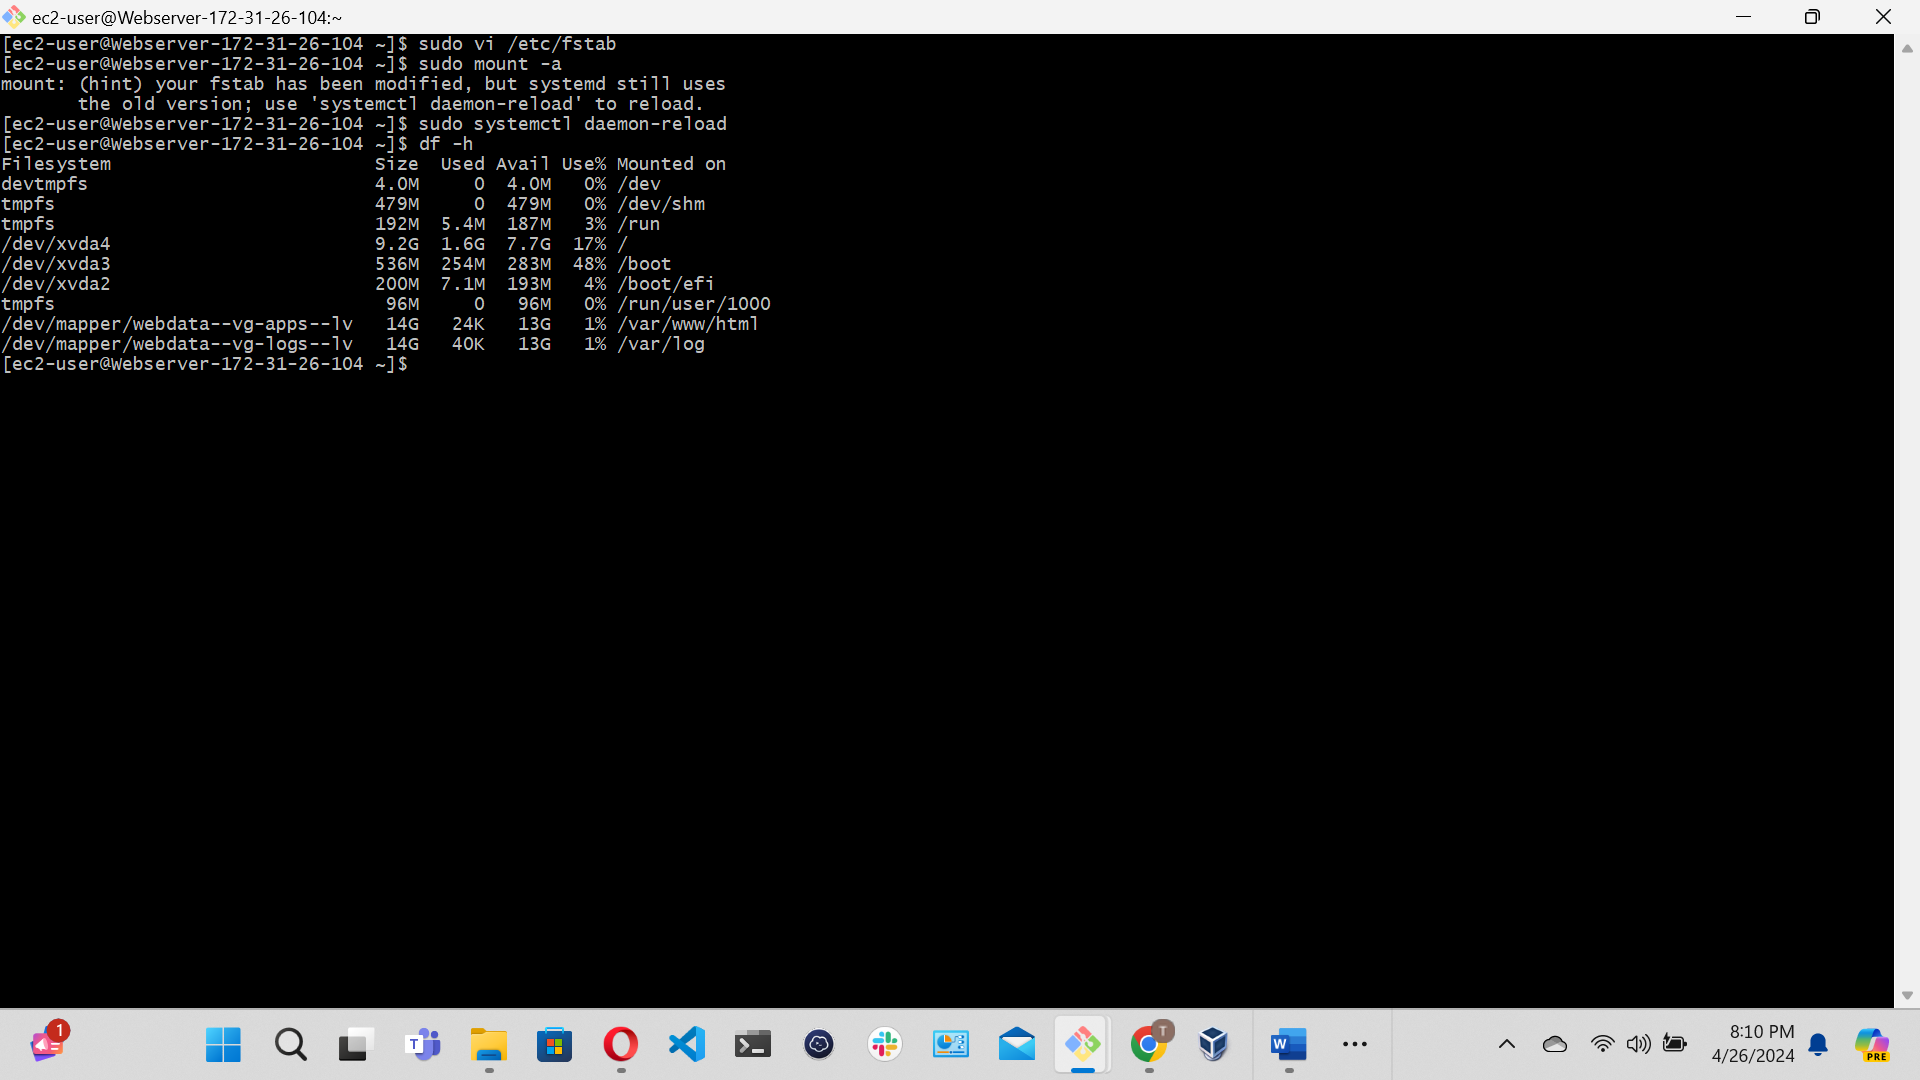 ec2-user@Webserver-172-31-26-104:~
[ec2-user@Webserver-172-31-26-104 ~]$ sudo vi /etc/fstab
[ec2-user@Webserver-172-31-26-104 ~]$ sudo mount -a
mount: (hint) your fstab has been modified, but systemd still uses
       the old version; use 'systemctl daemon-reload' to reload.
[ec2-user@Webserver-172-31-26-104 ~]$ sudo systemctl daemon-reload
[ec2-user@Webserver-172-31-26-104 ~]$ df -h
Filesystem                        Size  Used Avail Use% Mounted on
devtmpfs                          4.0M     0  4.0M   0% /dev
tmpfs                             479M     0  479M   0% /dev/shm
tmpfs                             192M  5.4M  187M   3% /run
/dev/xvda4                        9.2G  1.6G  7.7G  17% /
/dev/xvda3                        536M  254M  283M  48% /boot
/dev/xvda2                        200M  7.1M  193M   4% /boot/efi
tmpfs                              96M     0   96M   0% /run/user/1000
/dev/mapper/webdata--vg-apps--lv   14G   24K   13G   1% /var/www/html
/dev/mapper/webdata--vg-logs--lv   14G   40K   13G   1% /var/log
[ec2-user@Webserver-172-31-26-104 ~]$
1
T
T
W
PRE
8:10 PM
4/26/2024